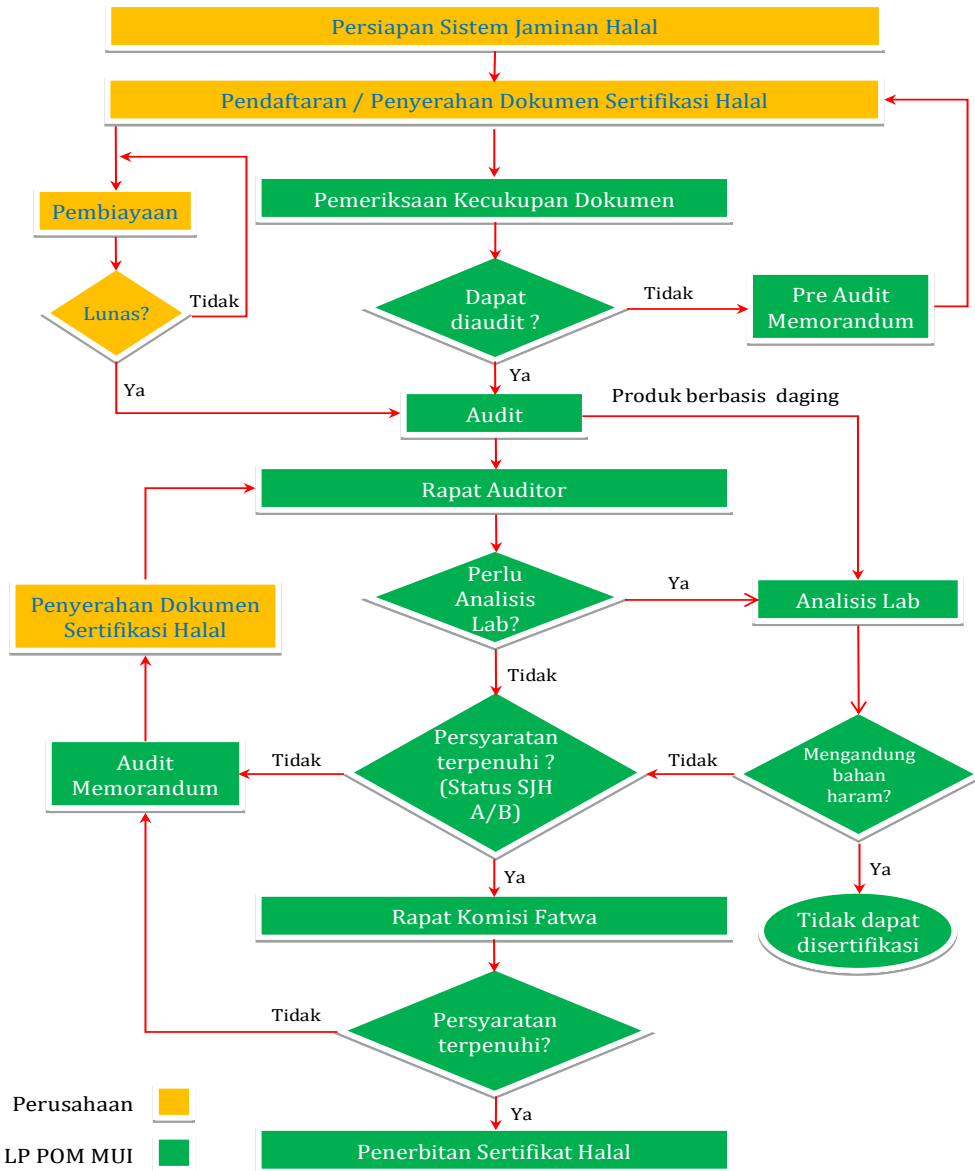 Persiapan Sistem Jaminan Halal
Pendaftaran / Penyerahan Dokumen Sertifikasi Halal
Pembiayaan
Pemeriksaan Kecukupan Dokumen
Lunas?
Tidak
Dapat
diaudit ?
Tidak
Pre Audit
Memorandum
Ya
Ya
Audit
Produk berbasis daging
Rapat Auditor
Penyerahan Dokumen
Sertifikasi Halal
Perlu
Analisis
Lab?
Ya
Analisis Lab
Tidak
Audit
Memorandum
Tidak
Persyaratan
terpenuhi ?
(Status SJH
A/B)
Tidak
Mengandung
bahan
haram?
Ya
Ya
Rapat Komisi Fatwa
Tidak dapat
disertifikasi
Tidak
Persyaratan
terpenuhi?
Ya
Penerbitan Sertifikat Halal
Perusahaan
LP POM MUI